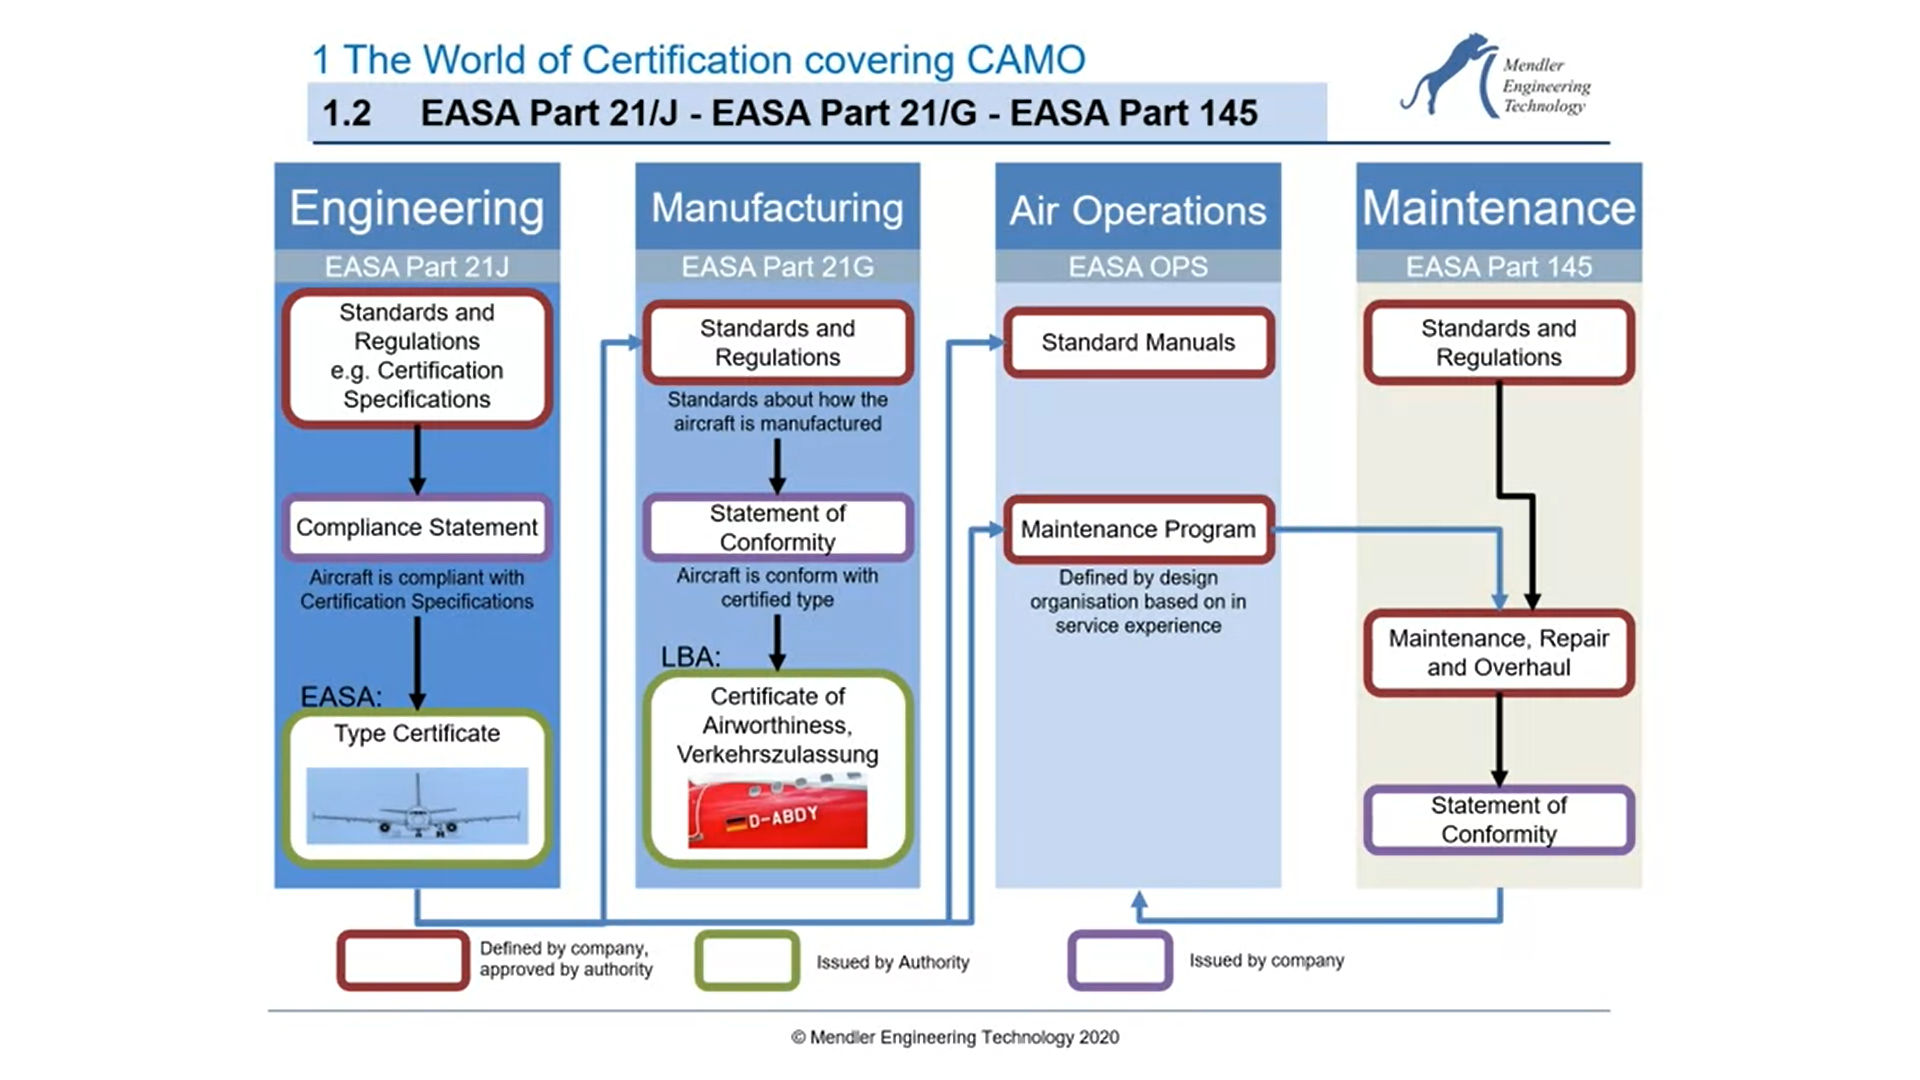 1 The World of Certification covering CAMO
1.2 EASA Part 21/J - EASA Part 21/G - EASA Part 145
Mendler
Engineering
Technology
Engineering
EASA Part 21J
Standards and
Regulations
e.g. Certification
Specifications
Compliance Statement
Aircraft is compliant with
Certification Specifications
EASA:
Type Certificate
Manufacturing
EASA Part 21G
Standards and
Regulations
Standards about how the
aircraft is manufactured
Statement of
Conformity
Aircraft is conform with
certified type
LBA:
Certificate of
Airworthiness,
Verkehrszulassung
D-ABDY
Air Operations
EASA OPS
Standard Manuals
Maintenance Program
Defined by design
organisation based on in
service experience
Maintenance
EASA Part 145
Standards and
Regulations
Maintenance, Repair
and Overhaul
Statement of
Conformity
Defined by company,
approved by authority
Issued by Authority
Issued by company
© Mendler Engineering Technology 2020